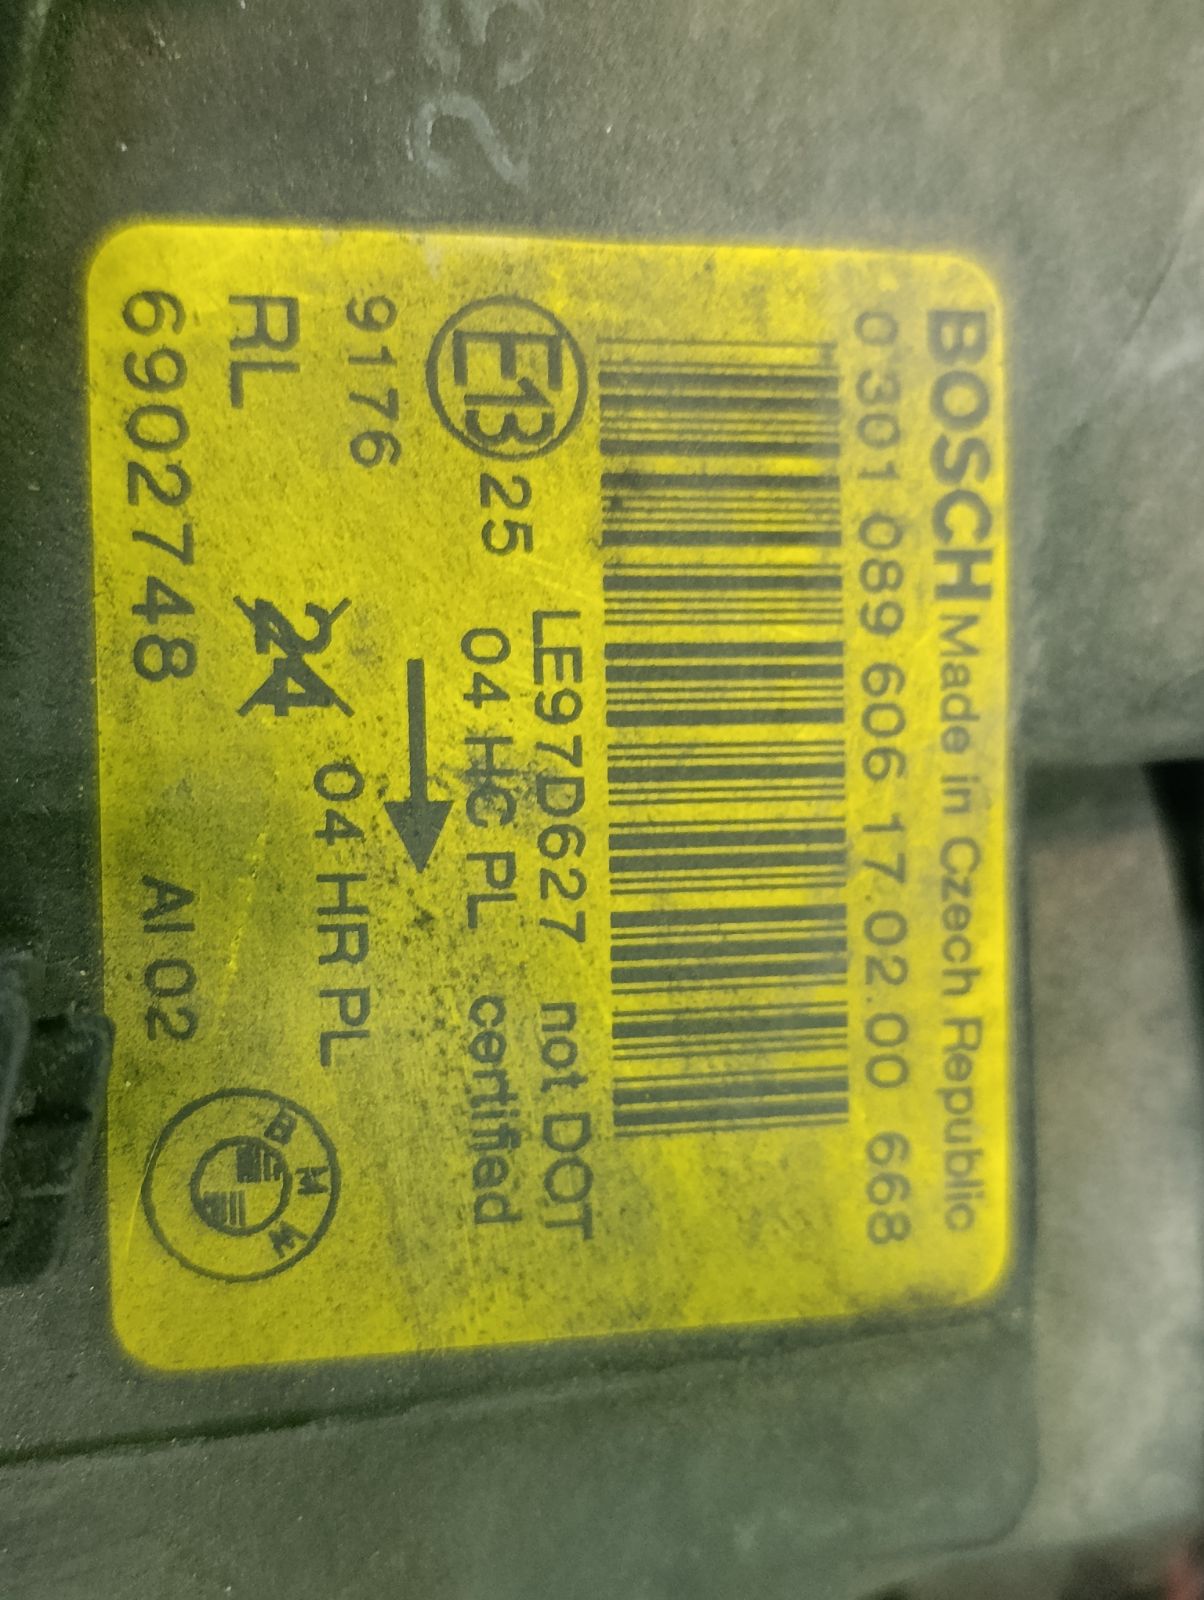 BOSCH Made in Czech Republic
0 301 089 606 17.02.00 668
LE97D627 not DOT
E13 25 04 HC PL certified
9176
24 04 HR PL
RL
6902748 AI 02
BMW